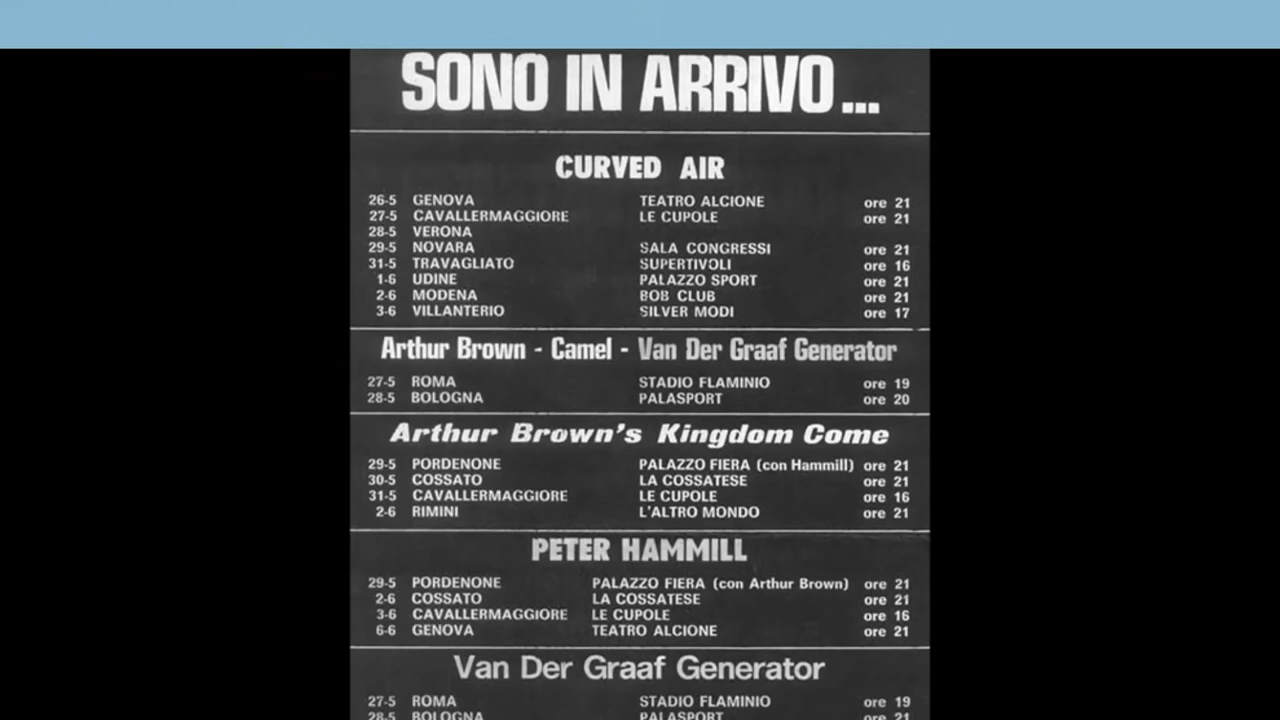 SONO IN ARRIVO...
CURVED AIR
26-5 GENOVA TEATRO ALCIONE ore 21
27-5 CAVALLERMAGGIORE LE CUPOLE ore 21
28-5 VERONA
29-5 NOVARA SALA CONGRESSI ore 21
31-5 TRAVAGLIATO SUPERTIVOLI ore 16
1-6 UDINE PALAZZO SPORT ore 21
2-6 MODENA BOB CLUB ore 21
3-6 VILLANTERIO SILVER MODI ore 17
Arthur Brown - Camel - Van Der Graaf Generator
27-5 ROMA STADIO FLAMINIO ore 19
28-5 BOLOGNA PALASPORT ore 20
Arthur Brown's Kingdom Come
29-5 PORDENONE PALAZZO FIERA (con Hammill) ore 21
30-5 COSSATO LA COSSATESE ore 21
31-5 CAVALLERMAGGIORE LE CUPOLE ore 16
2-6 RIMINI L'ALTRO MONDO ore 21
PETER HAMMILL
29-5 PORDENONE PALAZZO FIERA (con Arthur Brown) ore 21
2-6 COSSATO LA COSSATESE ore 21
3-6 CAVALLERMAGGIORE LE CUPOLE ore 16
6-6 GENOVA TEATRO ALCIONE ore 21
Van Der Graaf Generator
27-5 ROMA STADIO FLAMINIO ore 19
28-5 BOLOGNA PALASPORT ore 21